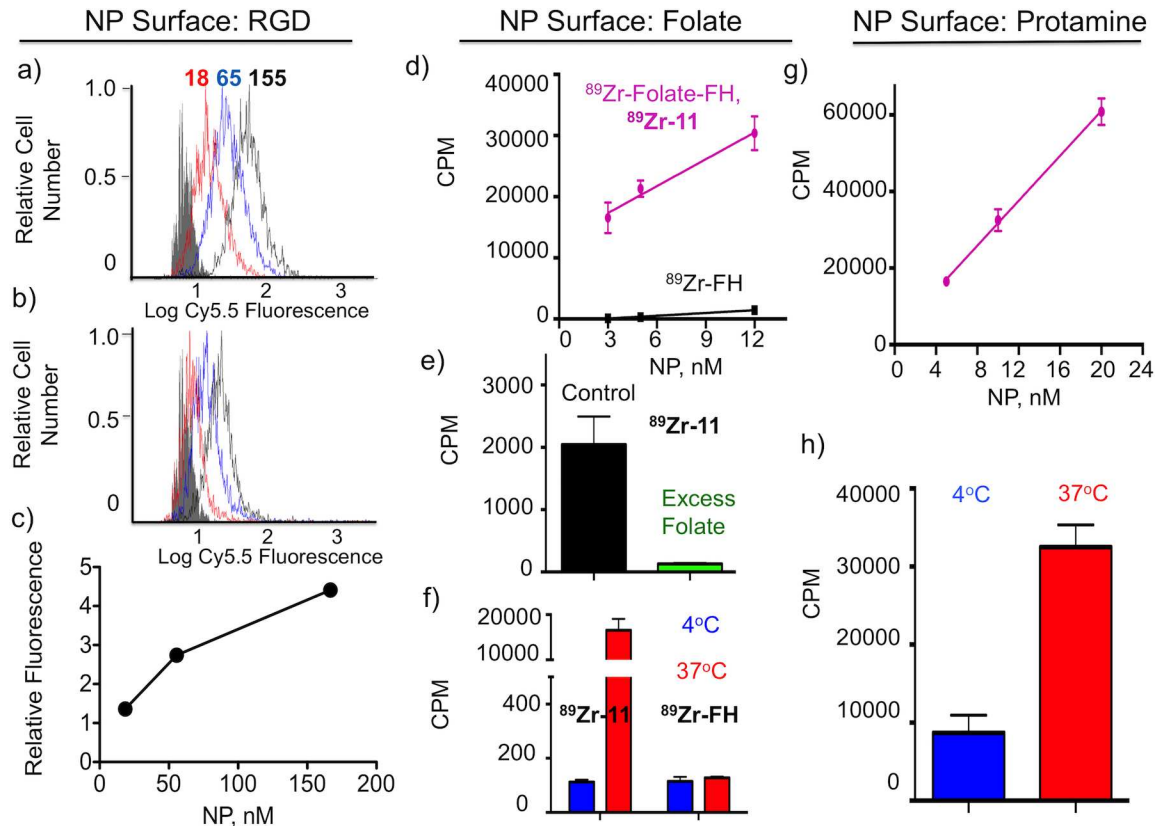 NP Surface: RGD
a)
18 65 155
1.0
0.5
0
Relative Cell
Number
1 2 3
Log Cy5.5 Fluorescence
b)
1.0
0.5
0
Relative Cell
Number
1 2 3
Log Cy5.5 Fluorescence
c)
5
4
3
2
1
0
Relative Fluorescence
0 50 100 150 200
NP, nM
NP Surface: Folate
d)
40000
30000
20000
10000
0
CPM
⁸⁹Zr-Folate-FH,
⁸⁹Zr-11
⁸⁹Zr-FH
0 3 6 9 12
NP, nM
e)
3000
2000
1000
0
CPM
Control
⁸⁹Zr-11
Excess
Folate
f)
20000
10000
400
200
0
CPM
4°C
37°C
⁸⁹Zr-11
⁸⁹Zr-FH
NP Surface: Protamine
g)
60000
40000
20000
0
CPM
0 4 8 12 16 20 24
NP, nM
h)
40000
30000
20000
10000
0
CPM
4°C
37°C